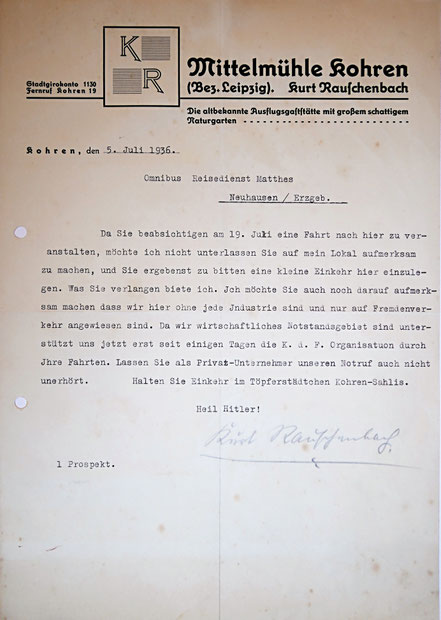 K
R
Stadtgirokonto 1130
Fernruf Kohren 19
Mittelmühle Kohren
(Bez. Leipzig). Kurt Rauschenbach
Die altbekannte Ausflugsgaststätte mit großem schattigem
Naturgarten
Kohren, den 5. Juli 1936.
Omnibus Reisedienst Matthes
Neuhausen / Erzgeb.
Da Sie beabsichtigen am 19. Juli eine Fahrt nach hier zu ver-
anstalten, möchte ich nicht unterlassen Sie auf mein Lokal aufmerksam
zu machen, und Sie ergebenst zu bitten eine kleine Einkehr hier einzule-
gen. Was Sie verlangen biete ich. Jch möchte Sie auch noch darauf aufmerk-
sam machen dass wir hier ohne jede Jndustrie sind und nur auf Fremdenver-
kehr angewiesen sind. Da wir wirtschaftliches Notstandsgebiet sind unter-
stützt uns jetzt erst seit einigen Tagen die K. d. F. Organisatuon durch
Jhre Fahrten. Lassen Sie als Privat-Unternehmer unseren Notruf auch nicht
unerhört. Halten Sie Einkehr im Töpferstädtchen Kohren-Sahlis.
Heil Hitler!
Kurt Rauschenbach.
1 Prospekt.